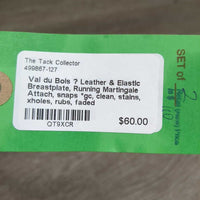 The Tack Collector
499867-127
Val du Bois ? Leather & Elastic
Breastplate, Running Martingale
Attach, snaps *gc, clean, stains,
xholes, rubs, faded
QT9XCR
$60.00
SET of